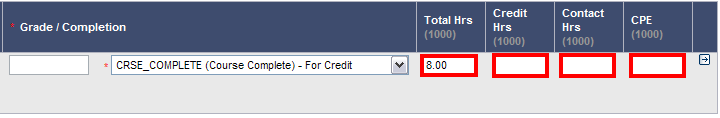 * Grade / Completion
Total Hrs
(1000)
Credit
Hrs
(1000)
Contact
Hrs
(1000)
CPE
(1000)
* CRSE_COMPLETE (Course Complete) - For Credit
8.00